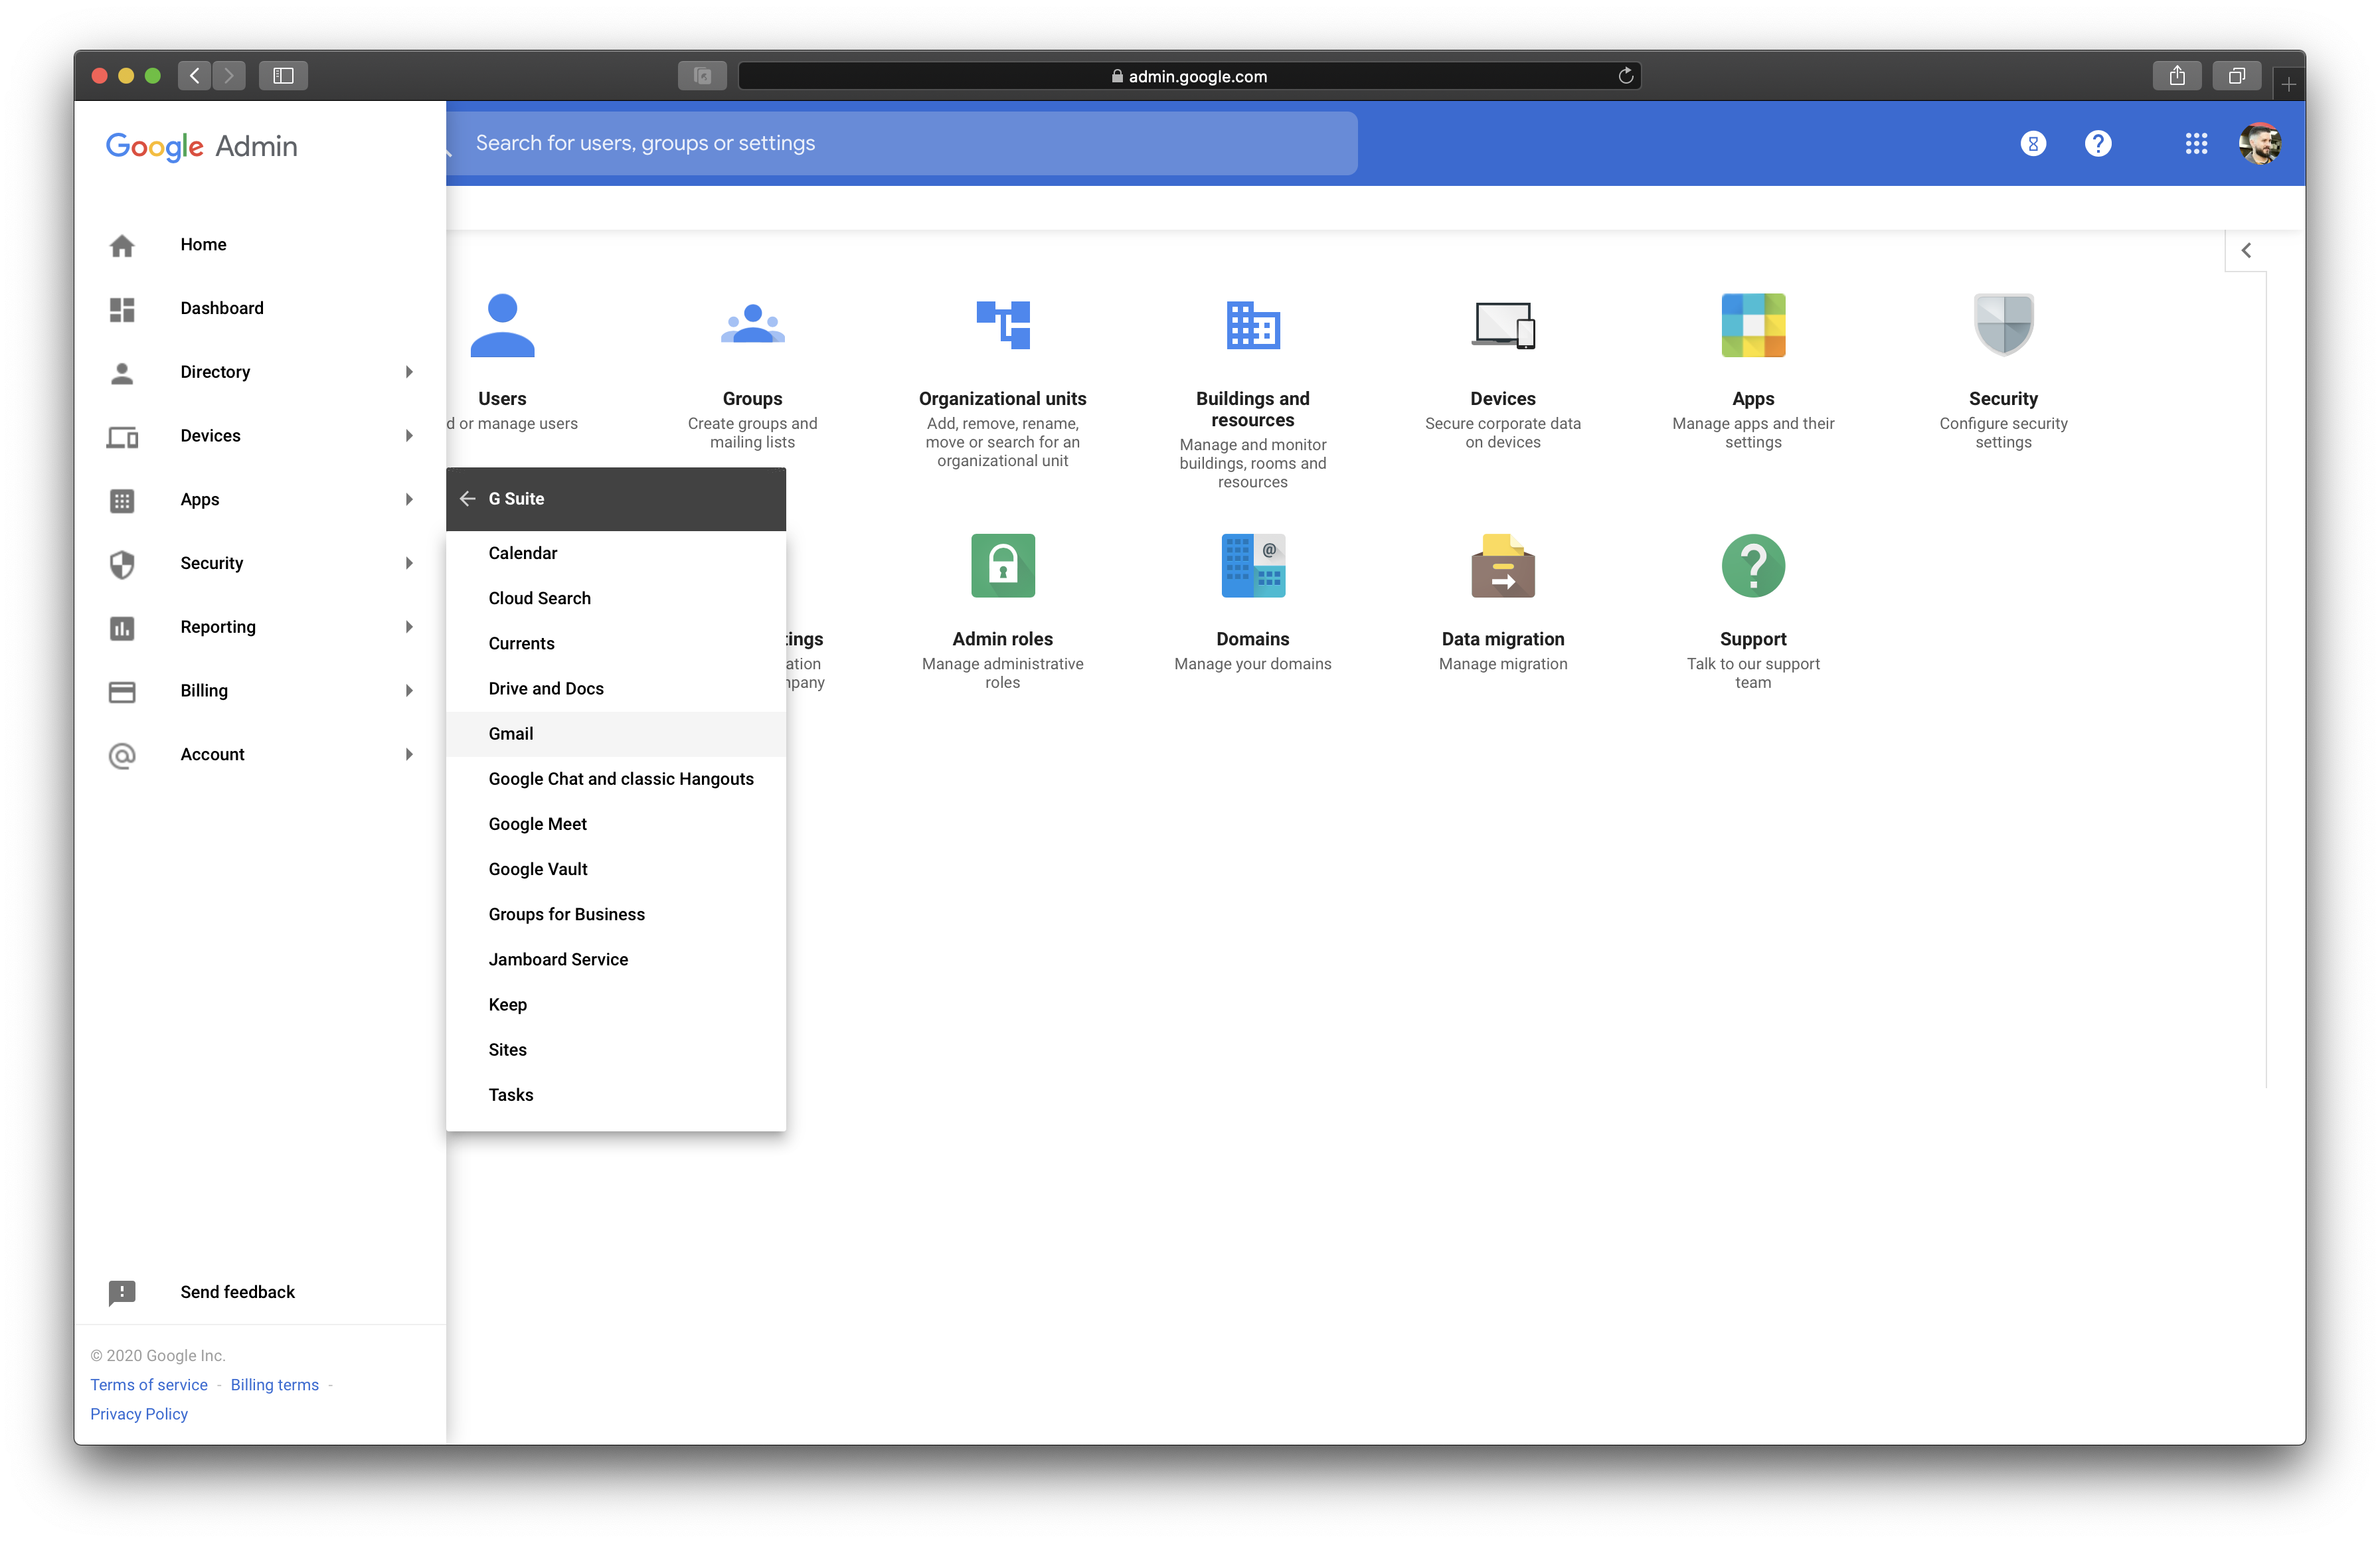 admin.google.com
Google Admin
Search for users, groups or settings
Home
Dashboard
Directory
Devices
Apps
Security
Reporting
Billing
Account
Send feedback
© 2020 Google Inc.
Terms of service - Billing terms -
Privacy Policy
Users
d or manage users
Groups
Create groups and
mailing lists
Organizational units
Add, remove, rename,
move or search for an
organizational unit
Buildings and
resources
Manage and monitor
buildings, rooms and
resources
Devices
Secure corporate data
on devices
Apps
Manage apps and their
settings
Security
Configure security
settings
G Suite
Calendar
Cloud Search
Currents
Drive and Docs
Gmail
Google Chat and classic Hangouts
Google Meet
Google Vault
Groups for Business
Jamboard Service
Keep
Sites
Tasks
tings
ation
npany
Admin roles
Manage administrative
roles
Domains
Manage your domains
Data migration
Manage migration
Support
Talk to our support
team